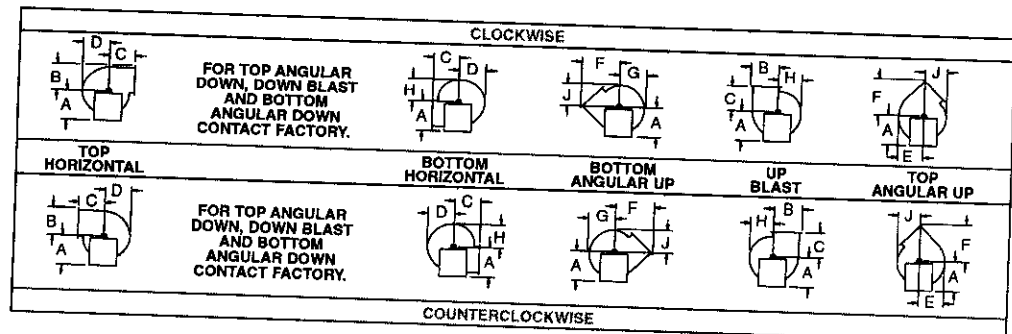 CLOCKWISE
D
C
B
A
FOR TOP ANGULAR
DOWN, DOWN BLAST
AND BOTTOM
ANGULAR DOWN
CONTACT FACTORY.
C
D
H
A
F
G
J
A
B
H
C
A
J
F
A
E
TOP
HORIZONTAL
BOTTOM
HORIZONTAL
BOTTOM
ANGULAR UP
UP
BLAST
TOP
ANGULAR UP
D
C
B
A
FOR TOP ANGULAR
DOWN, DOWN BLAST
AND BOTTOM
ANGULAR DOWN
CONTACT FACTORY.
D
C
H
A
F
G
J
A
B
H
C
A
J
F
A
E
COUNTERCLOCKWISE